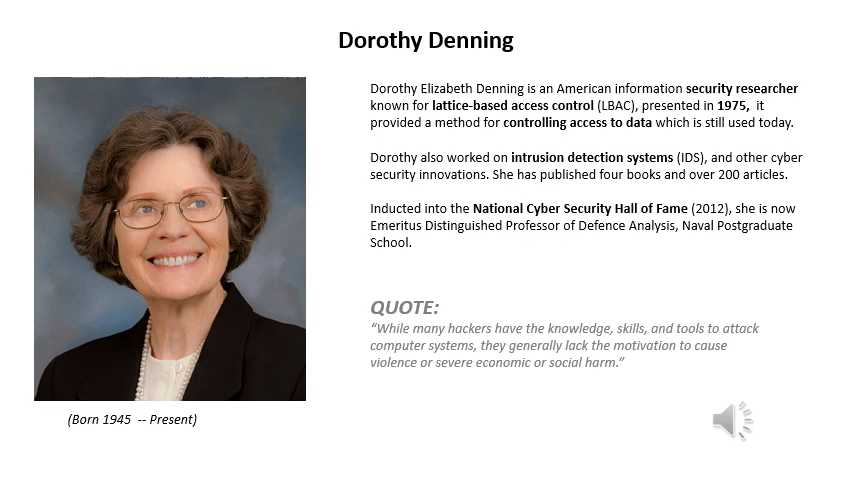 Dorothy Denning
Dorothy Elizabeth Denning is an American information security researcher
known for lattice-based access control (LBAC), presented in 1975,  it
provided a method for controlling access to data which is still used today.
Dorothy also worked on intrusion detection systems (IDS), and other cyber
security innovations. She has published four books and over 200 articles.
Inducted into the National Cyber Security Hall of Fame (2012), she is now
Emeritus Distinguished Professor of Defence Analysis, Naval Postgraduate
School.
QUOTE:
“While many hackers have the knowledge, skills, and tools to attack
computer systems, they generally lack the motivation to cause
violence or severe economic or social harm.”
(Born 1945  -- Present)